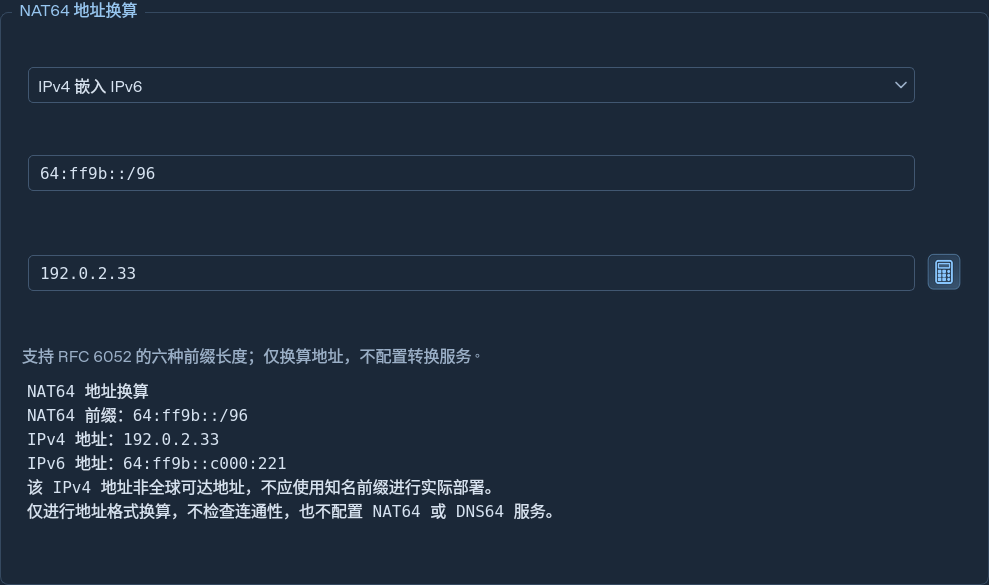 NAT64 地址换算
IPv4 嵌入 IPv6
64:ff9b::/96
192.0.2.33
支持 RFC 6052 的六种前缀长度；仅换算地址，不配置转换服务。
NAT64 地址换算
NAT64 前缀：64:ff9b::/96
IPv4 地址：192.0.2.33
IPv6 地址：64:ff9b::c000:221
该 IPv4 地址非全球可达地址，不应使用知名前缀进行实际部署。
仅进行地址格式换算，不检查连通性，也不配置 NAT64 或 DNS64 服务。